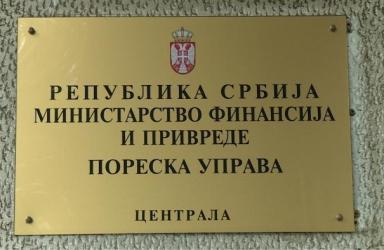 РЕПУБЛИКА СРБИЈА
МИНИСТАРСТВО ФИНАНСИЈА
И ПРИВРЕДЕ
ПОРЕСКА УПРАВА
ЦЕНТРАЛА